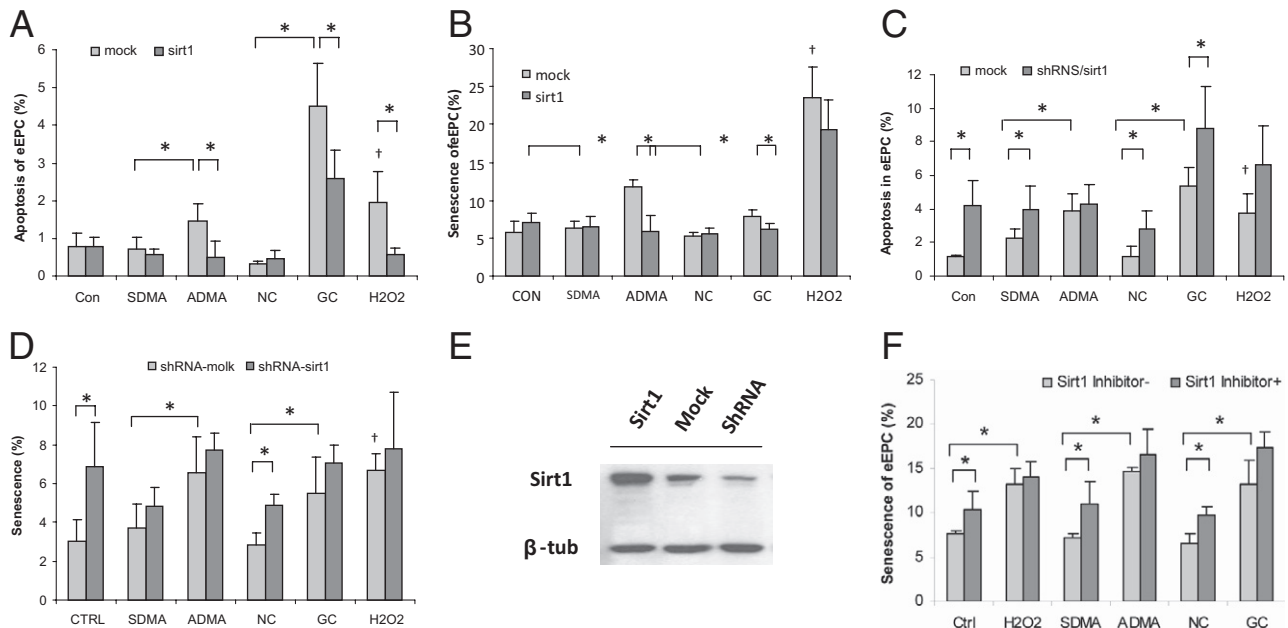 A
mock sirt1
Apoptosis of eEPC (%)
6
5
4
3
2
1
0
* * * * * †
Con SDMA ADMA NC GC H2O2
B
mock
sirt1
Senescence ofeEPC(%)
30
25
20
15
10
5
0
* * * * †
CON SDMA ADMA NC GC H2O2
C
mock shRNS/sirt1
Apoptosis in eEPC (%)
12
10
8
6
4
2
0
* * * * * * †
Con SDMA ADMA NC GC H2O2
D
shRNA-molk shRNA-sirt1
Senescence (%)
12
10
8
6
4
2
0
* * * * †
CTRL SDMA ADMA NC GC H2O2
E
Sirt1 Mock ShRNA
Sirt1
β-tub
F
Sirt1 Inhibitor- Sirt1 Inhibitor+
Senescence of eEPC (%)
25
20
15
10
5
0
* * * * * *
Ctrl H2O2 SDMA ADMA NC GC